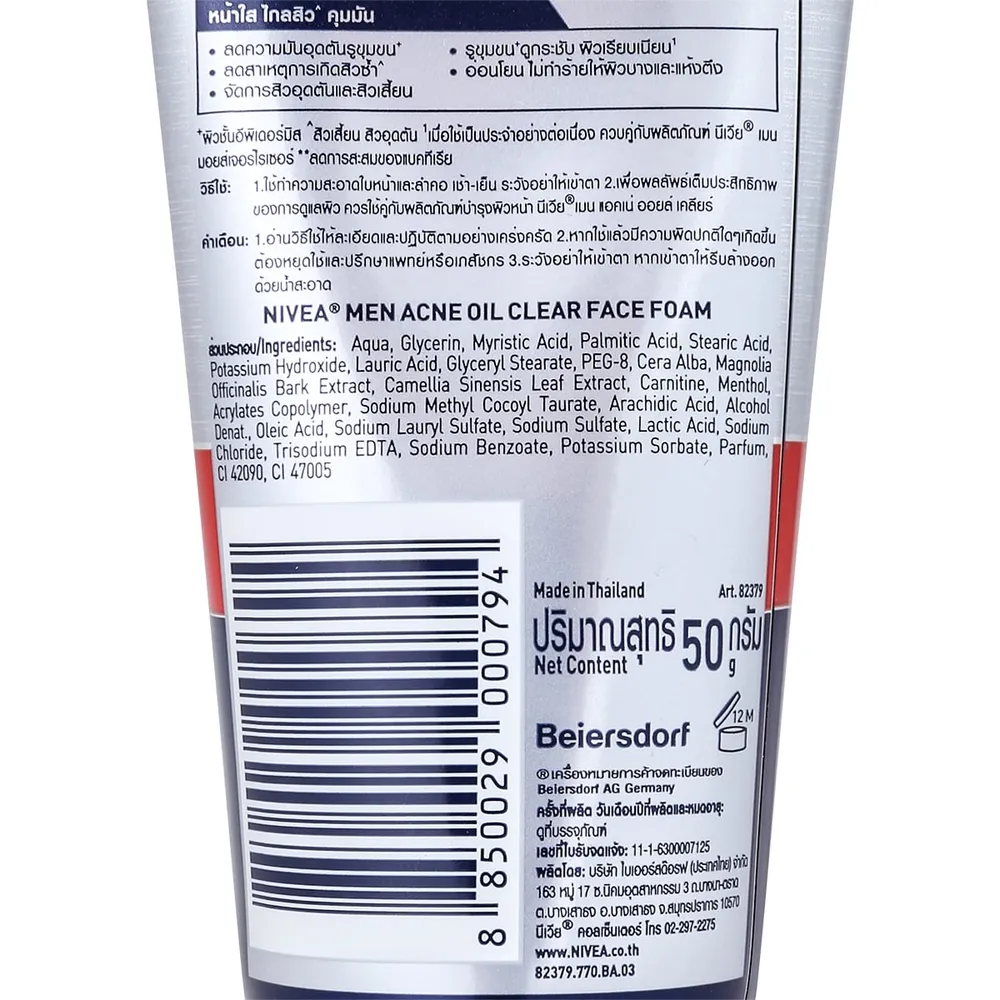 หน้าใส ไกลสิว^ คุมมัน
• ลดความมันอุดตันรูขุมขน⁺
• ลดสาเหตุการเกิดสิวซ้ำ^
• จัดการสิวอุดตันและสิวเสี้ยน
• รูขุมขน⁺ดูกระชับ ผิวเรียบเนียน¹
• อ่อนโยน ไม่ทำร้ายให้ผิวบางและแห้งตึง
⁺ผิวชั้นอีพิเดอร์มิส ^สิวเสี้ยน สิวอุดตัน ¹เมื่อใช้เป็นประจำอย่างต่อเนื่อง ควบคู่กับผลิตภัณฑ์ นีเวีย® เมน
มอยส์เจอร์ไรเซอร์ **ลดการสะสมของแบคทีเรีย
วิธีใช้: 1.ใช้ทำความสะอาดใบหน้าและลำคอ เช้า-เย็น ระวังอย่าให้เข้าตา 2.เพื่อผลลัพธ์เต็มประสิทธิภาพ
ของการดูแลผิว ควรใช้คู่กับผลิตภัณฑ์บำรุงผิวหน้า นีเวีย®เมน แอคเน่ ออยล์ เคลียร์
คำเตือน: 1.อ่านวิธีใช้ให้ละเอียดและปฏิบัติตามอย่างเคร่งครัด 2.หากใช้แล้วมีความผิดปกติใดๆเกิดขึ้น
ต้องหยุดใช้และปรึกษาแพทย์หรือเภสัชกร 3.ระวังอย่าให้เข้าตา หากเข้าตาให้รีบล้างออก
ด้วยน้ำสะอาด
NIVEA® MEN ACNE OIL CLEAR FACE FOAM
ส่วนประกอบ/Ingredients: Aqua, Glycerin, Myristic Acid, Palmitic Acid, Stearic Acid,
Potassium Hydroxide, Lauric Acid, Glyceryl Stearate, PEG-8, Cera Alba, Magnolia
Officinalis Bark Extract, Camellia Sinensis Leaf Extract, Carnitine, Menthol,
Acrylates Copolymer, Sodium Methyl Cocoyl Taurate, Arachidic Acid, Alcohol
Denat., Oleic Acid, Sodium Lauryl Sulfate, Sodium Sulfate, Lactic Acid, Sodium
Chloride, Trisodium EDTA, Sodium Benzoate, Potassium Sorbate, Parfum,
CI 42090, CI 47005
8 850029 000794
Made in Thailand Art. 82379
ปริมาณสุทธิ 50 กรัม
Net Content g
Beiersdorf 12 M
® เครื่องหมายการค้าจดทะเบียนของ
Beiersdorf AG Germany
ครั้งที่ผลิต วันเดือนปีที่ผลิตและหมดอายุ:
ดูที่บรรจุภัณฑ์
เลขที่ใบรับจดแจ้ง: 11-1-6300007125
ผลิตโดย: บริษัท ไบเออร์สด๊อรฟ (ประเทศไทย) จำกัด
163 หมู่ 17 ซ.นิคมอุตสาหกรรม 3 ถ.บางนา-ตราด
ต.บางเสาธง อ.บางเสาธง จ.สมุทรปราการ 10570
นีเวีย® คอลเซ็นเตอร์ โทร 02-297-2275
www.NIVEA.co.th
82379.770.BA.03